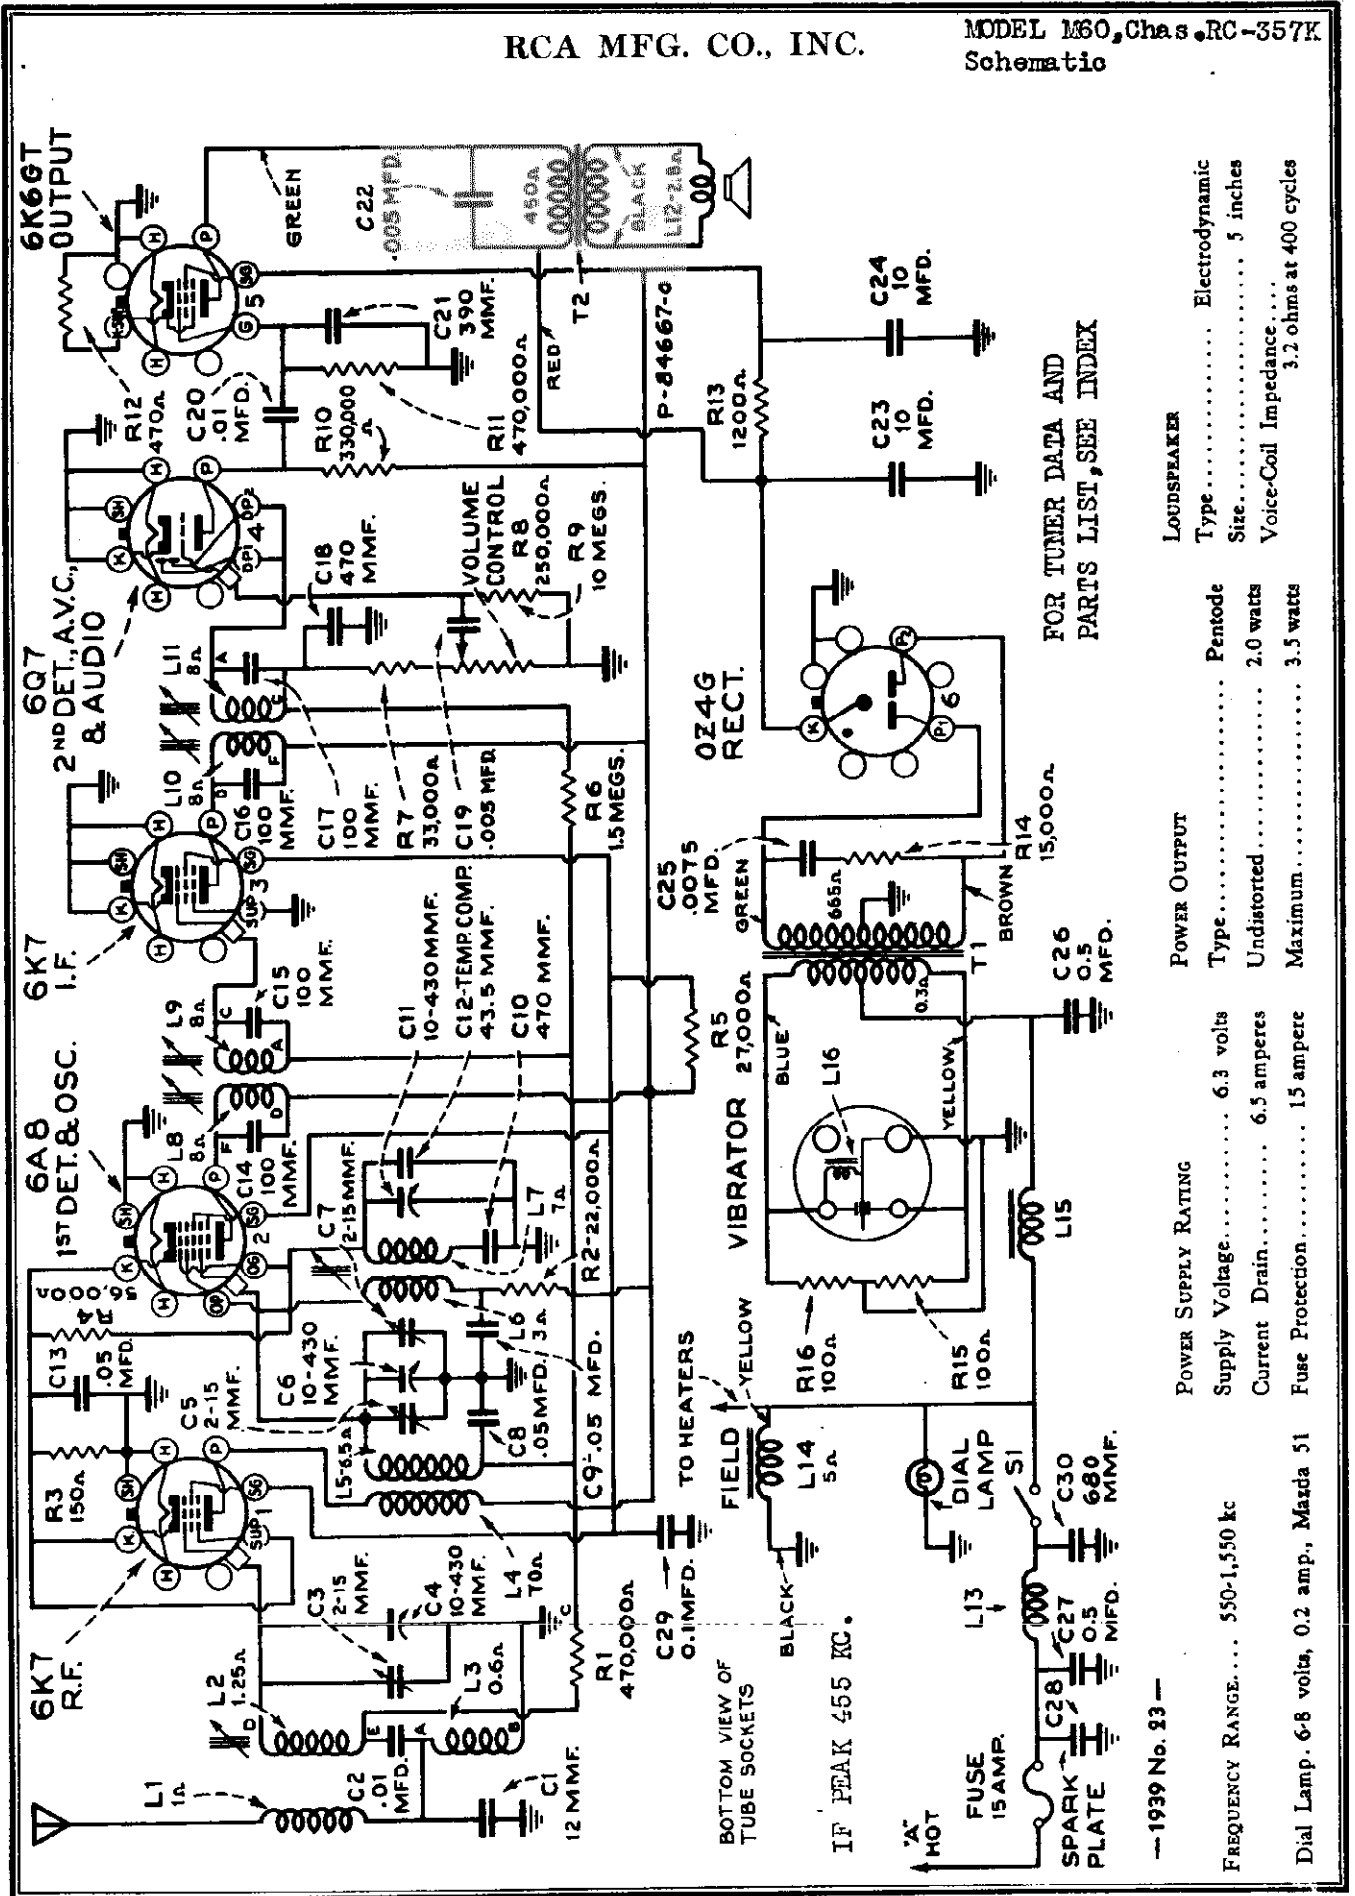 RCA MFG. CO., INC.
MODEL M60, Chas. RC-357K
Schematic
6K7
R.F.
6A8
1ST DET. & OSC.
6K7
I.F.
6Q7
2ND DET., A.V.C.,
& AUDIO
6K6GT
OUTPUT
L1
1Ω
L2
1.25Ω
C2
.01
MFD.
C1
12 MMF.
C3
2-15
MMF.
C4
10-430
MMF.
L3
0.6Ω
L4
70Ω
R1
470,000Ω
R3
150Ω
C13
.05
MFD.
R4
C5
2-15
MMF.
L5-6.5Ω
C6
10-430
MMF.
C7
2-15MMF.
C8
.05MFD.
C9-.05 MFD.
L6
3Ω
L7
7Ω
R2-22,000Ω
L8
8Ω
C14
100
MMF.
L9
8Ω
C15
100
MMF.
C11
10-430MMF.
C12-TEMP. COMP.
43.5 MMF.
C10
470 MMF.
L10
8Ω
C16
100
MMF.
L11
8Ω
C17
100
MMF.
R7
33,000Ω
C19
.005 MFD
R6
1.5MEGS.
C18
470
MMF.
VOLUME
CONTROL
R8
250,000Ω
R9
10 MEGS.
R12
470Ω
C20
.01
MFD.
R10
330,000
Ω
R11
470,000Ω
C21
390
MMF.
GREEN
C22
.005 MFD.
450Ω
BLACK
L12-2.8Ω
T2
RED
P-84667-0
R13
1200Ω
C23
10
MFD.
C24
10
MFD.
C29
0.1MFD.
R5
27,000Ω
C25
.0075
MFD
GREEN
665Ω
BROWN
R14
15,000Ω
OZ4G
RECT.
T1
0.3Ω
BLUE
YELLOW
C26
0.5
MFD.
VIBRATOR
L16
R16
100Ω
R15
100Ω
L15
TO HEATERS
YELLOW
FIELD
L14
5Ω
BLACK
DIAL
LAMP
S1
C30
680
MMF.
L13
C27
0.5
MFD.
C28
SPARK
PLATE
FUSE
15 AMP.
"A"
HOT
BOTTOM VIEW OF
TUBE SOCKETS
IF PEAK 455 KC.
FOR TUNER DATA AND
PARTS LIST, SEE INDEX
— 1939 No. 23 —
FREQUENCY RANGE.... 550-1,550 kc
Dial Lamp. 6-8 volts, 0.2 amp., Mazda 51
POWER SUPPLY RATING
Supply Voltage........... 6.3 volts
Current Drain......... 6.5 amperes
Fuse Protection.......... 15 ampere
POWER OUTPUT
Type.................... Pentode
Undistorted............ 2.0 watts
Maximum............... 3.5 watts
LOUDSPEAKER
Type............ Electrodynamic
Size..................... 5 inches
Voice-Coil Impedance.....
3.2 ohms at 400 cycles